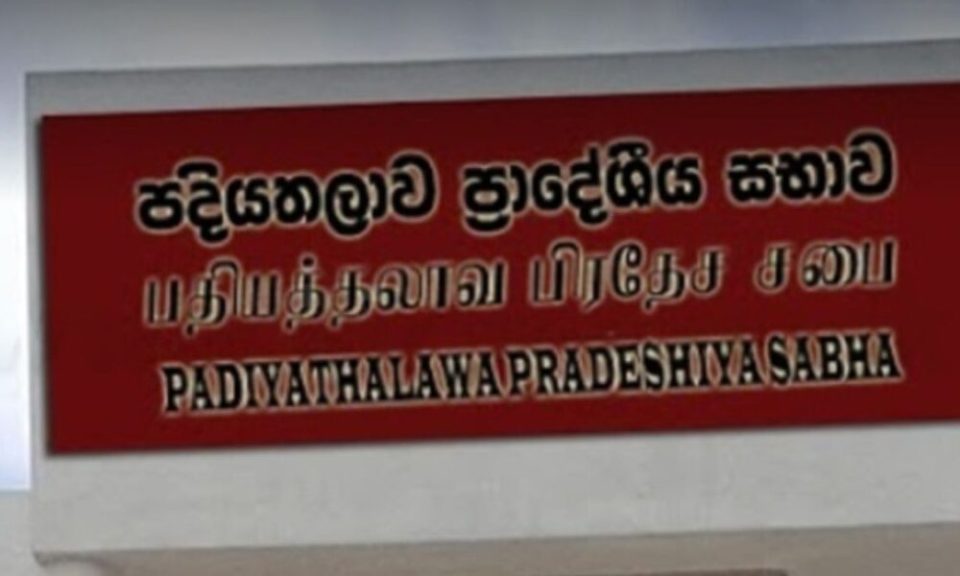 පදියතලාව ප්‍රාදේශීය සභාව
பதியத்தலாவ பிரதேச சபை
PADIYATHALAWA PRADESHIYA SABHA